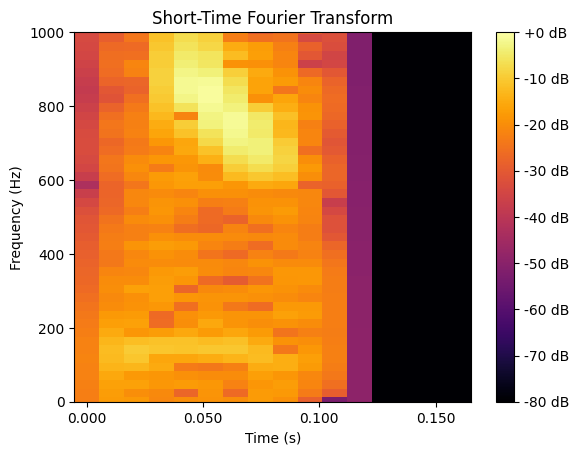 Short-Time Fourier Transform
Frequency (Hz)
1000
800
600
400
200
0
0.000
0.050
0.100
0.150
Time (s)
+0 dB
-10 dB
-20 dB
-30 dB
-40 dB
-50 dB
-60 dB
-70 dB
-80 dB